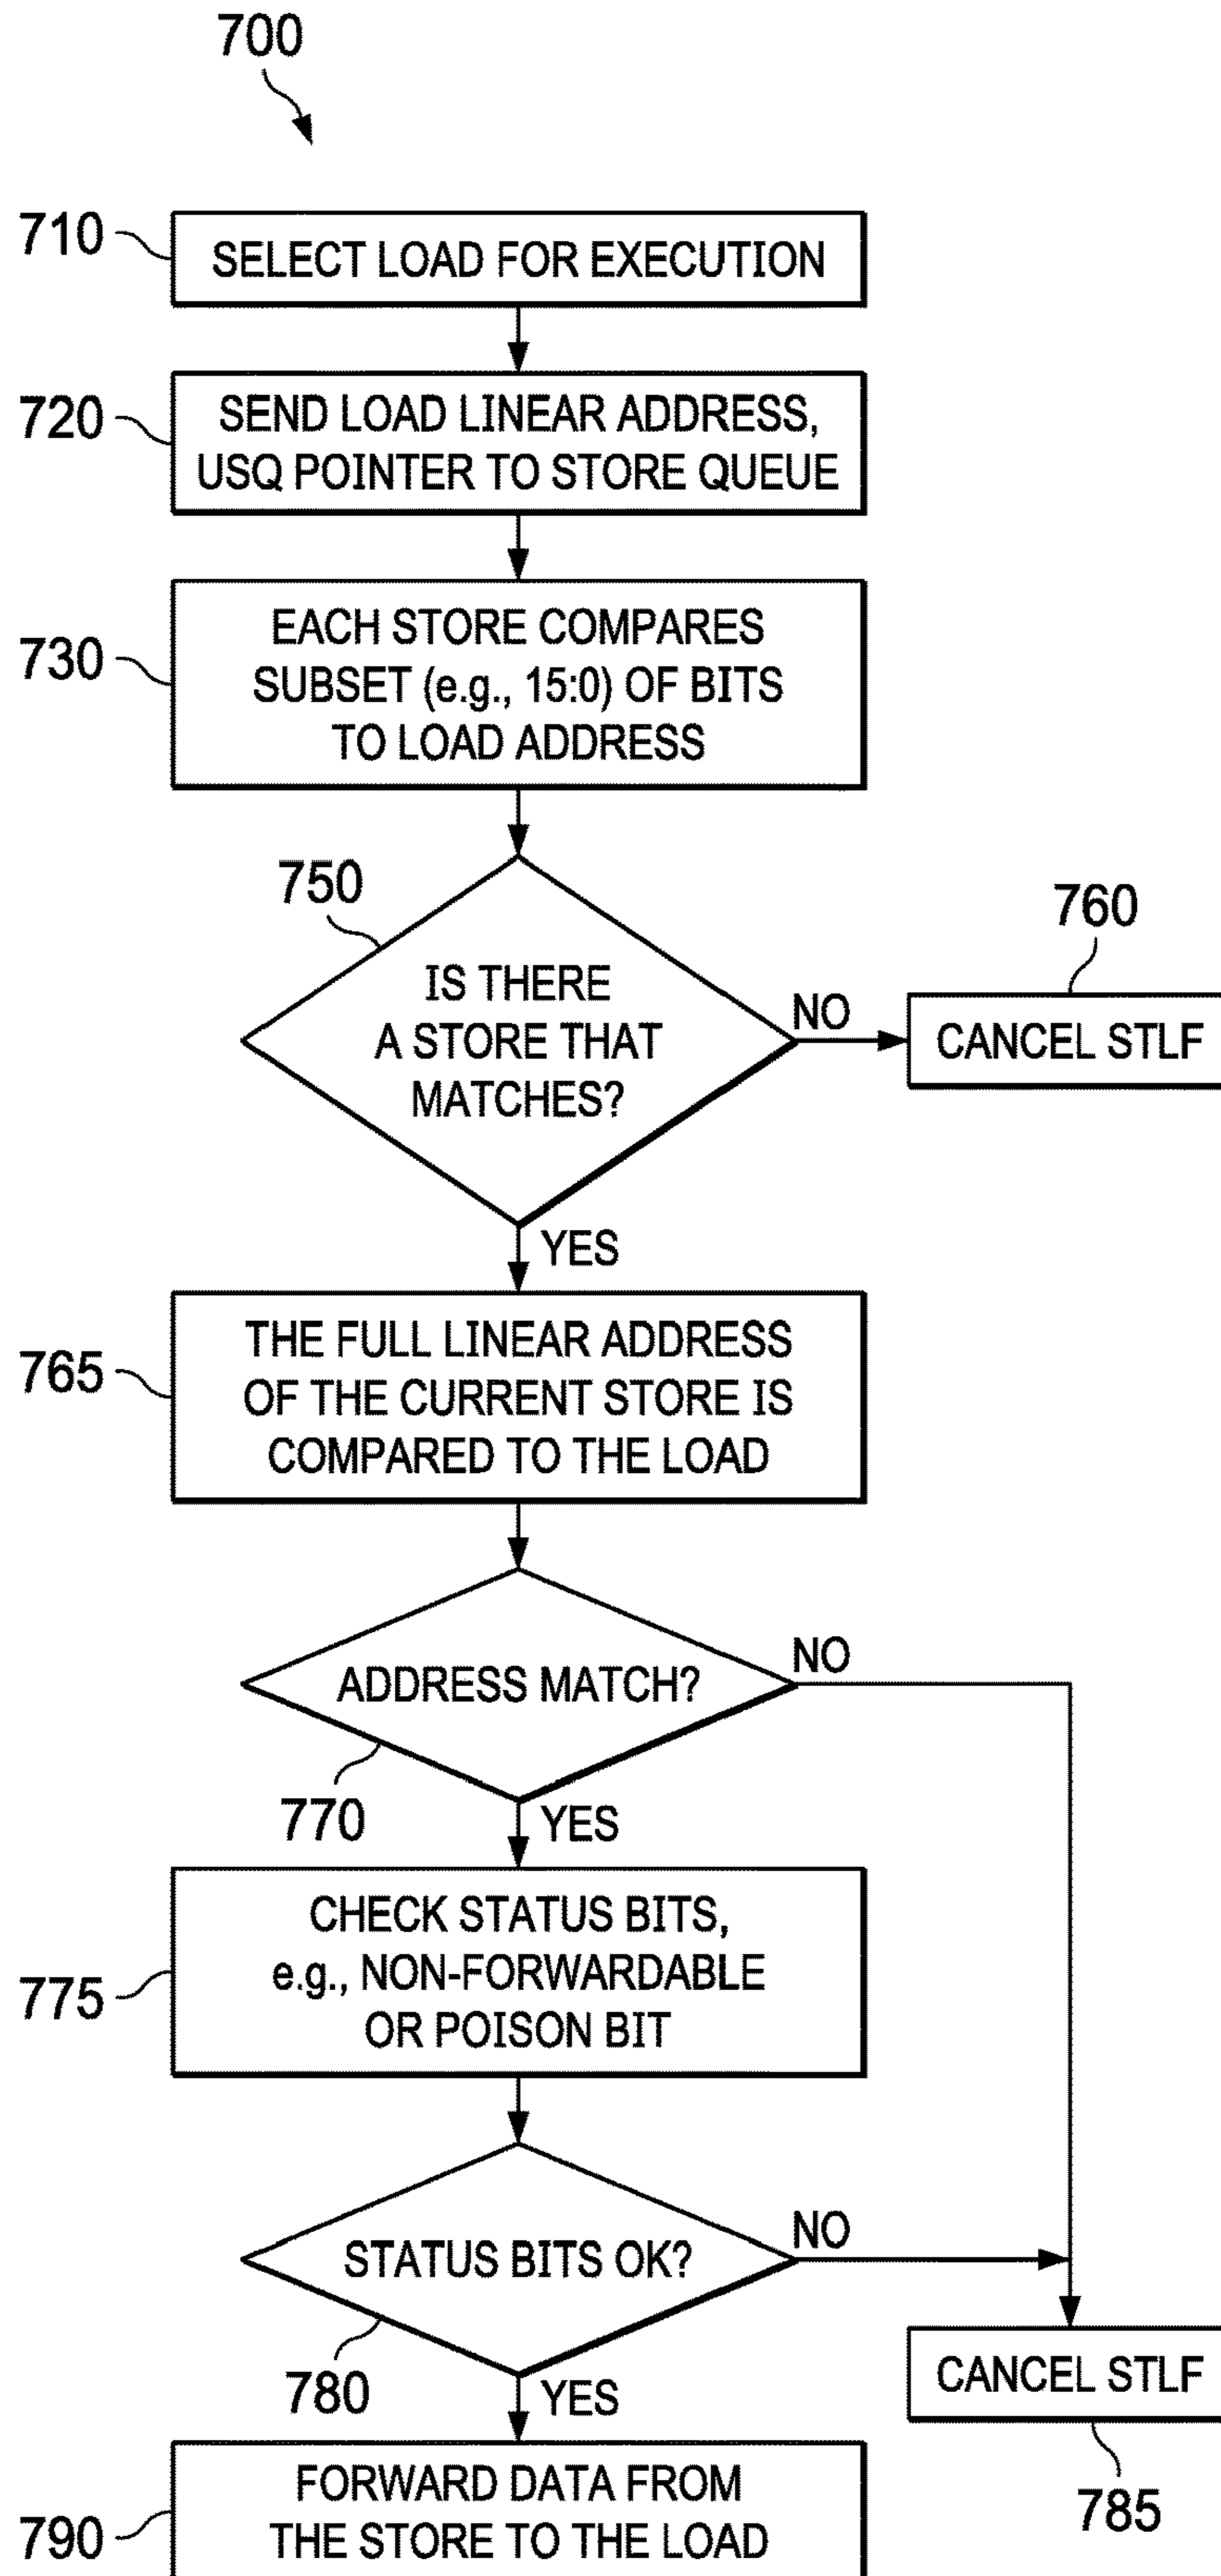 700
710
SELECT LOAD FOR EXECUTION
720
SEND LOAD LINEAR ADDRESS,
USQ POINTER TO STORE QUEUE
730
EACH STORE COMPARES
SUBSET (e.g., 15:0) OF BITS
TO LOAD ADDRESS
750
IS THERE
A STORE THAT
MATCHES?
NO
760
CANCEL STLF
YES
765
THE FULL LINEAR ADDRESS
OF THE CURRENT STORE IS
COMPARED TO THE LOAD
ADDRESS MATCH?
NO
770
YES
775
CHECK STATUS BITS,
e.g., NON-FORWARDABLE
OR POISON BIT
STATUS BITS OK?
NO
780
YES
CANCEL STLF
785
790
FORWARD DATA FROM
THE STORE TO THE LOAD